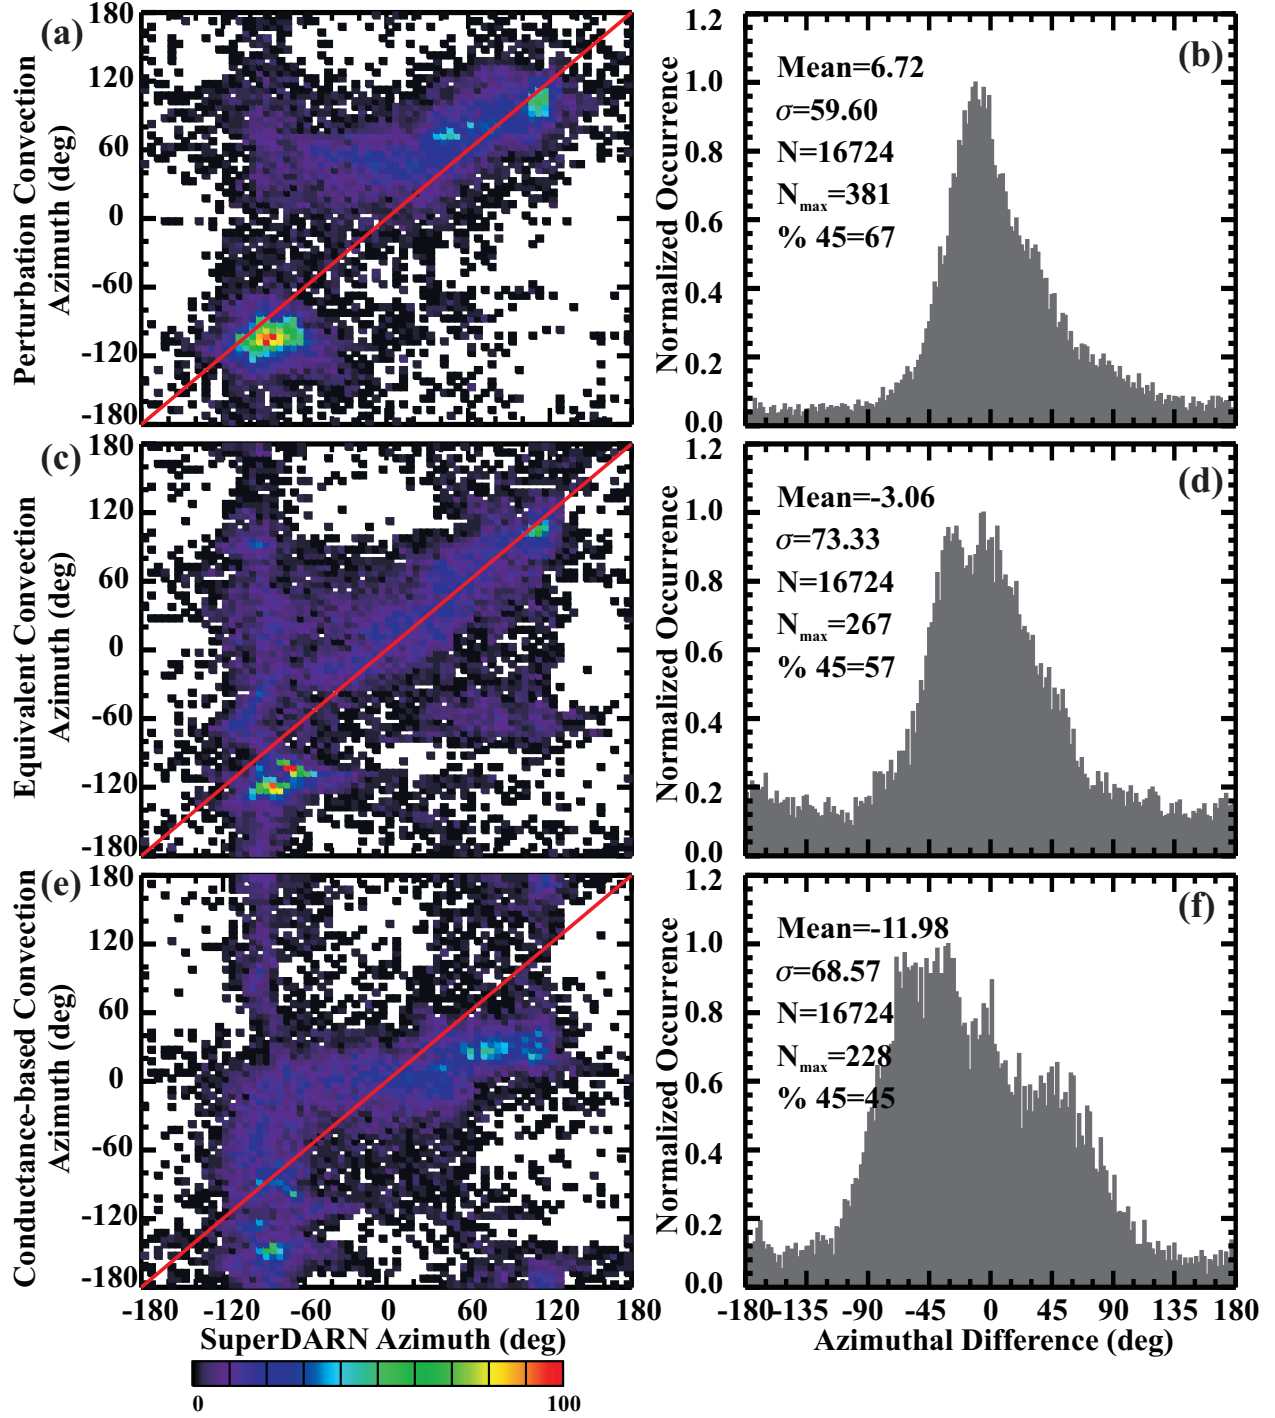 (a)
Perturbation Convection
Azimuth (deg)
180
120
60
0
-60
-120
-180
(b)
Normalized Occurrence
1.2
1.0
0.8
0.6
0.4
0.2
0.0
Mean=6.72
σ=59.60
N=16724
Nmax=381
% 45=67
(c)
Equivalent Convection
Azimuth (deg)
180
120
60
0
-60
-120
-180
(d)
Normalized Occurrence
1.2
1.0
0.8
0.6
0.4
0.2
0.0
Mean=-3.06
σ=73.33
N=16724
Nmax=267
% 45=57
(e)
Conductance-based Convection
Azimuth (deg)
180
120
60
0
-60
-120
-180
-180 -120 -60 0 60 120 180
SuperDARN Azimuth (deg)
0 100
(f)
Normalized Occurrence
1.2
1.0
0.8
0.6
0.4
0.2
0.0
Mean=-11.98
σ=68.57
N=16724
Nmax=228
% 45=45
-180 -135 -90 -45 0 45 90 135 180
Azimuthal Difference (deg)